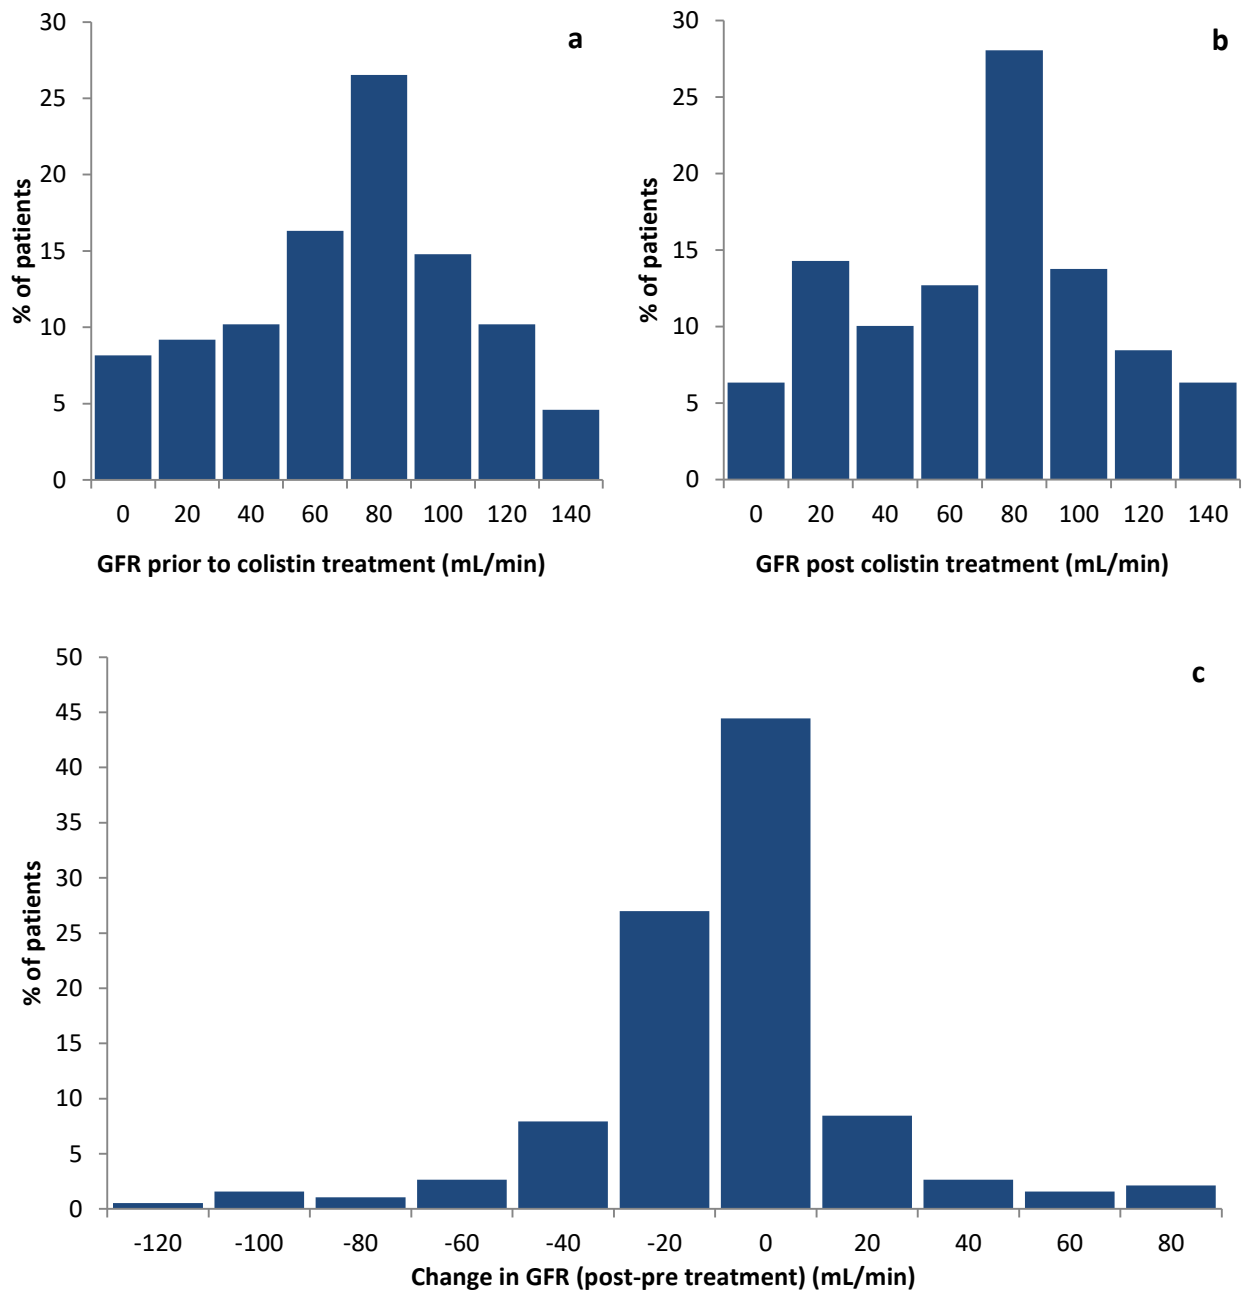 a
% of patients
30
25
20
15
10
5
0
0 20 40 60 80 100 120 140
GFR prior to colistin treatment (mL/min)
b
% of patients
30
25
20
15
10
5
0
0 20 40 60 80 100 120 140
GFR post colistin treatment (mL/min)
c
% of patients
50
45
40
35
30
25
20
15
10
5
0
-120 -100 -80 -60 -40 -20 0 20 40 60 80
Change in GFR (post-pre treatment) (mL/min)